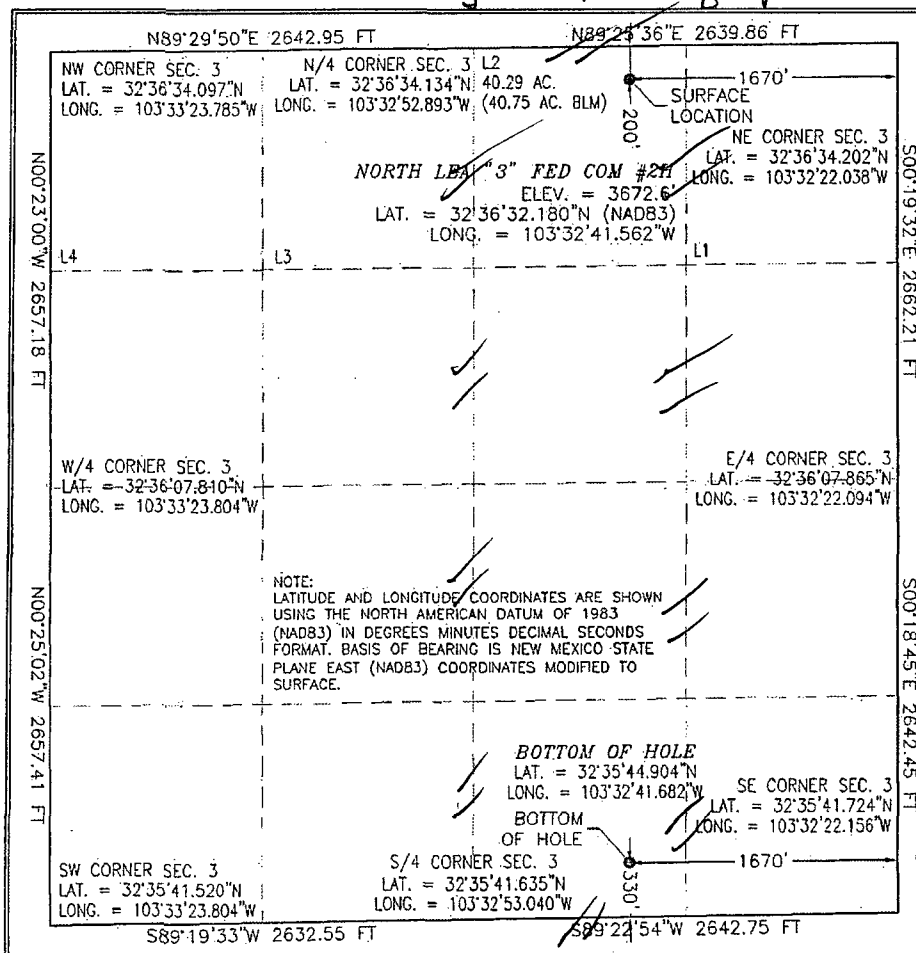 N89°29'50"E 2642.95 FT
N89°25'36"E 2639.86 FT
NW CORNER SEC. 3
LAT. = 32°36'34.097"N
LONG. = 103°33'23.785"W
N/4 CORNER SEC. 3
LAT. = 32°36'34.134"N
LONG. = 103°32'52.893"W
L2
40.29 AC.
(40.75 AC. BLM)
1670'
SURFACE
LOCATION
200'
NE CORNER SEC. 3
LAT. = 32°36'34.202"N
LONG. = 103°32'22.038"W
NORTH LEA "3" FED COM #2H
ELEV. = 3672.6'
LAT. = 32°36'32.180"N (NAD83)
LONG. = 103°32'41.562"W
N00°23'00"W 2657.18 FT
S00°19'32"E 2662.21 FT
L4
L3
L1
W/4 CORNER SEC. 3
LAT. = 32°36'07.810"N
LONG. = 103°33'23.804"W
E/4 CORNER SEC. 3
LAT. = 32°36'07.865"N
LONG. = 103°32'22.094"W
NOTE:
LATITUDE AND LONGITUDE COORDINATES ARE SHOWN
USING THE NORTH AMERICAN DATUM OF 1983
(NAD83) IN DEGREES MINUTES DECIMAL SECONDS
FORMAT. BASIS OF BEARING IS NEW MEXICO STATE
PLANE EAST (NAD83) COORDINATES MODIFIED TO
SURFACE.
N00°25'02"W 2657.41 FT
S00°18'45"E 2642.45 FT
BOTTOM OF HOLE
LAT. = 32°35'44.904"N
LONG. = 103°32'41.682"W
BOTTOM
OF HOLE
SE CORNER SEC. 3
LAT. = 32°35'41.724"N
LONG. = 103°32'22.156"W
1670'
330'
SW CORNER SEC. 3
LAT. = 32°35'41.520"N
LONG. = 103°33'23.804"W
S/4 CORNER SEC. 3
LAT. = 32°35'41.635"N
LONG. = 103°32'53.040"W
S89°19'33"W 2632.55 FT
S89°22'54"W 2642.75 FT